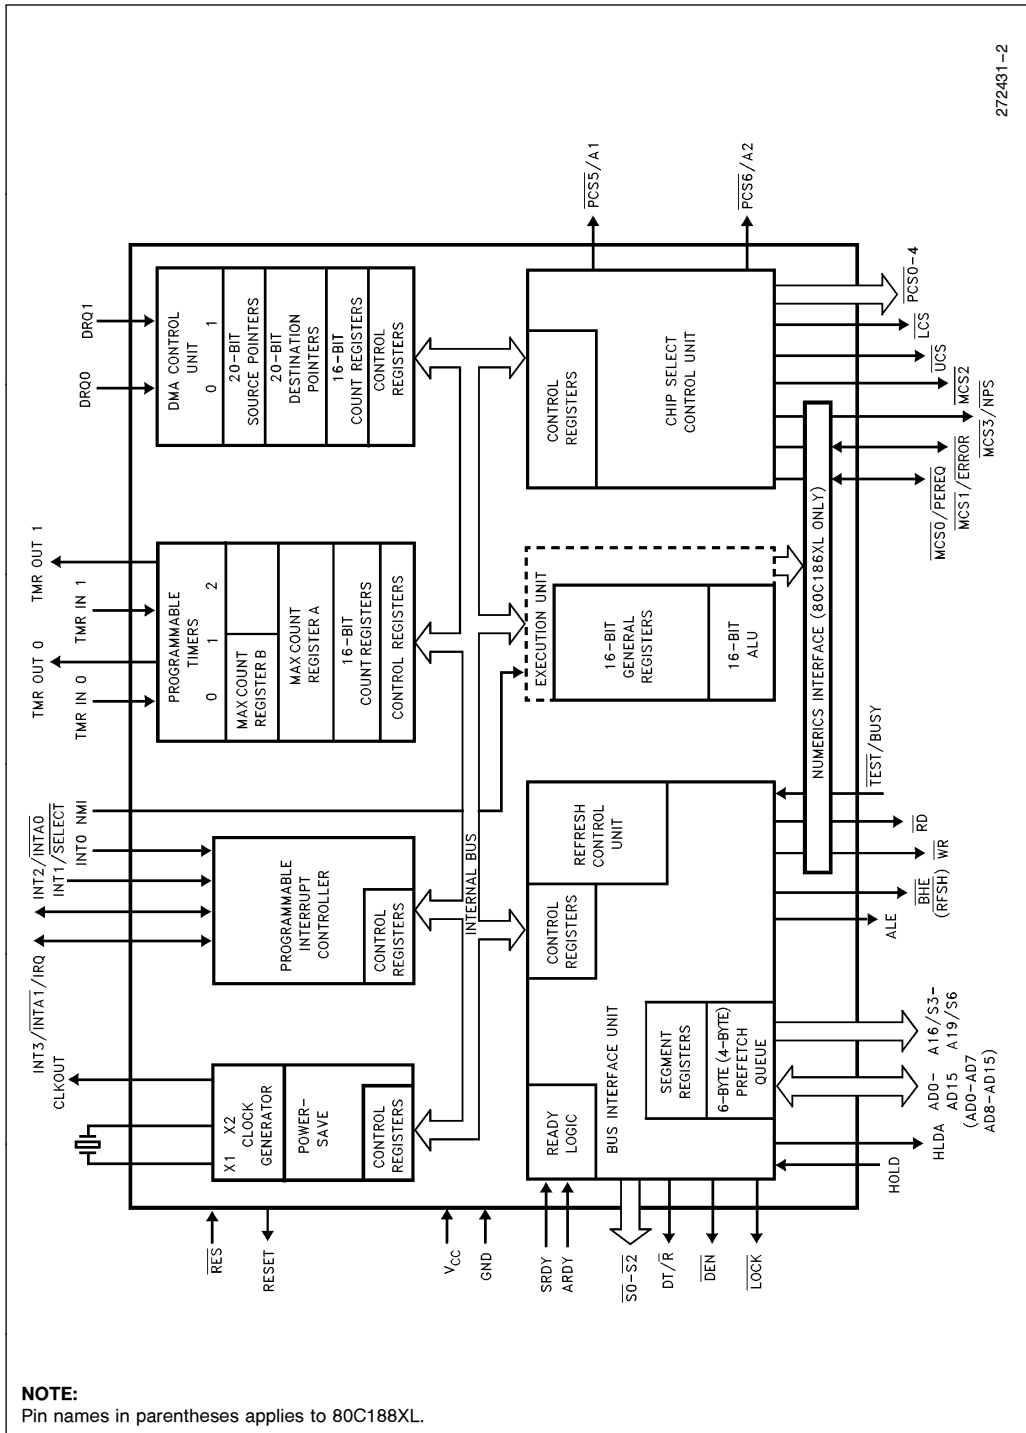 272431-2
INT3/INTA1/IRQ
INT2/INTA0
INT1/SELECT
INT0
NMI
TMR IN 0
TMR OUT 0
TMR IN 1
TMR OUT 1
DRQ0
DRQ1
CLKOUT
X1 X2
CLOCK
GENERATOR
POWER-
SAVE
CONTROL
REGISTERS
PROGRAMMABLE
INTERRUPT
CONTROLLER
CONTROL
REGISTERS
PROGRAMMABLE
TIMERS
0 1 2
MAX COUNT
REGISTER B
MAX COUNT
REGISTER A
16-BIT
COUNT REGISTERS
CONTROL REGISTERS
DMA CONTROL
UNIT
0 1
20-BIT
SOURCE POINTERS
20-BIT
DESTINATION
POINTERS
16-BIT
COUNT REGISTERS
CONTROL
REGISTERS
RES
RESET
VCC
GND
SRDY
ARDY
S0-S2
DT/R
DEN
LOCK
INTERNAL BUS
READY
LOGIC
BUS INTERFACE UNIT
CONTROL
REGISTERS
REFRESH
CONTROL
UNIT
SEGMENT
REGISTERS
6-BYTE (4-BYTE)
PREFETCH
QUEUE
EXECUTION UNIT
16-BIT
GENERAL
REGISTERS
16-BIT
ALU
CONTROL
REGISTERS
CHIP SELECT
CONTROL UNIT
PCS5/A1
PCS6/A2
NUMERICS INTERFACE (80C186XL ONLY)
HOLD
HLDA
AD0-
AD15
(AD0-AD7
AD8-AD15)
A16/S3-
A19/S6
ALE
BHE
(RFSH)
WR
RD
TEST/BUSY
MCS0/PEREQ
MCS1/ERROR
MCS3/NPS
MCS2
UCS
LCS
PCS0-4
NOTE:
Pin names in parentheses applies to 80C188XL.